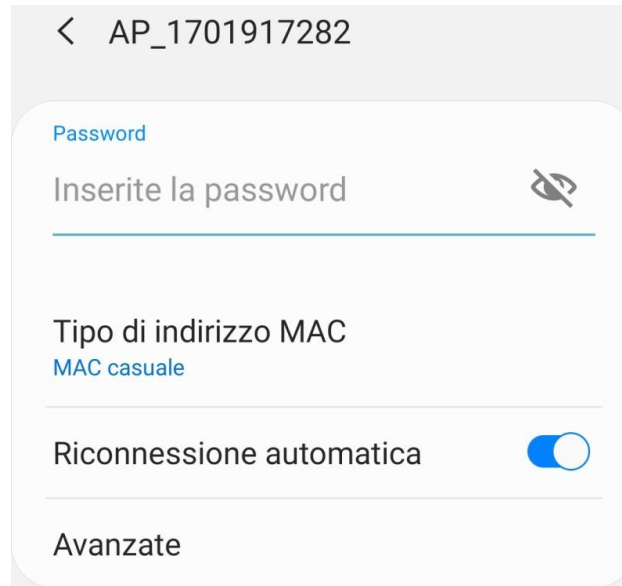 AP_1701917282
Password
Inserite la password
Tipo di indirizzo MAC
MAC casuale
Riconnessione automatica
Avanzate